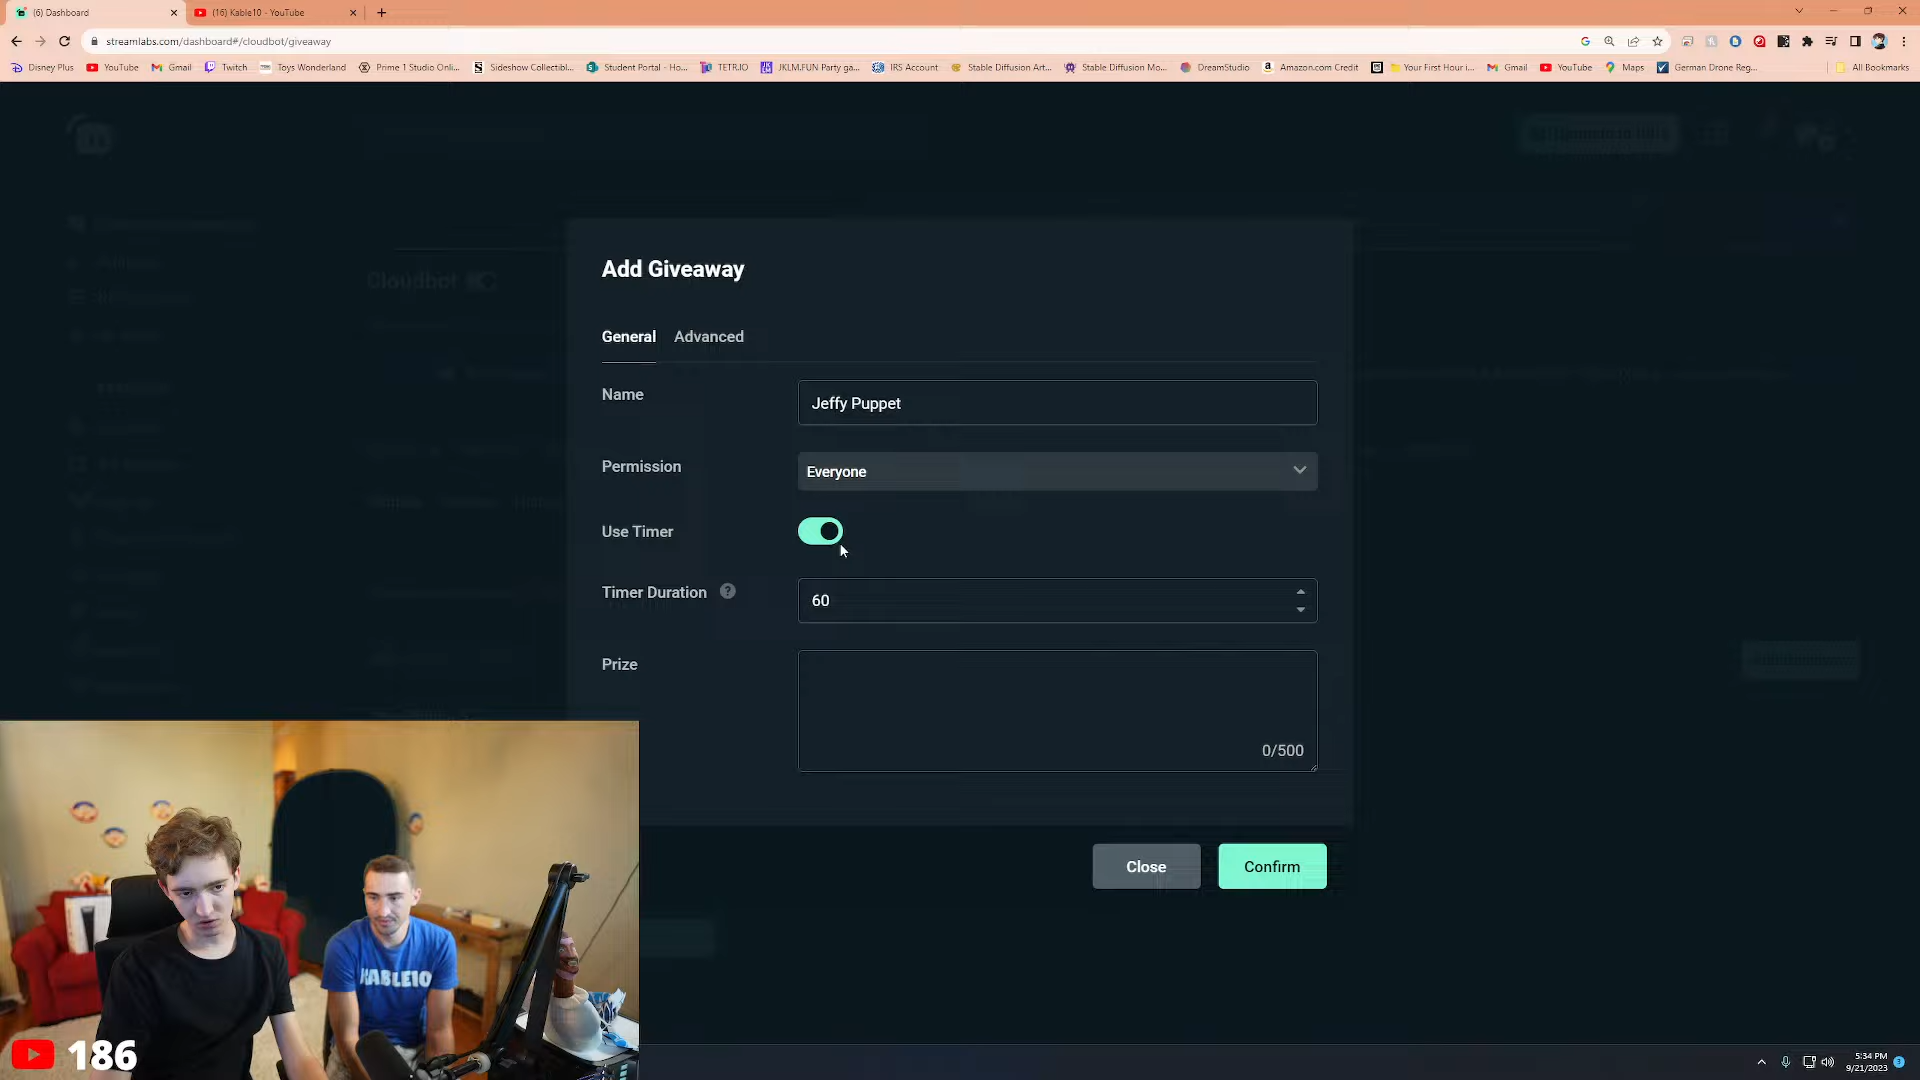 (6) Dashboard
(16) Kable10 - YouTube
streamlabs.com/dashboard#/cloudbot/giveaway
Disney Plus YouTube Gmail Twitch Toys Wonderland Prime 1 Studio Onli... Sideshow Collectibl... Student Portal - Ho... TETR.IO JKLM.FUN Party ga... IRS Account Stable Diffusion Art... Stable Diffusion Mo... DreamStudio Amazon.com Credit Your First Hour i... Gmail YouTube Maps German Drone Reg... All Bookmarks
Cloudbot
Add Giveaway
General Advanced
Name
Jeffy Puppet
Permission
Everyone
Use Timer
Timer Duration ?
60
Prize
0/500
Close Confirm
KABLE10
186
5:34 PM
9/21/2023
3